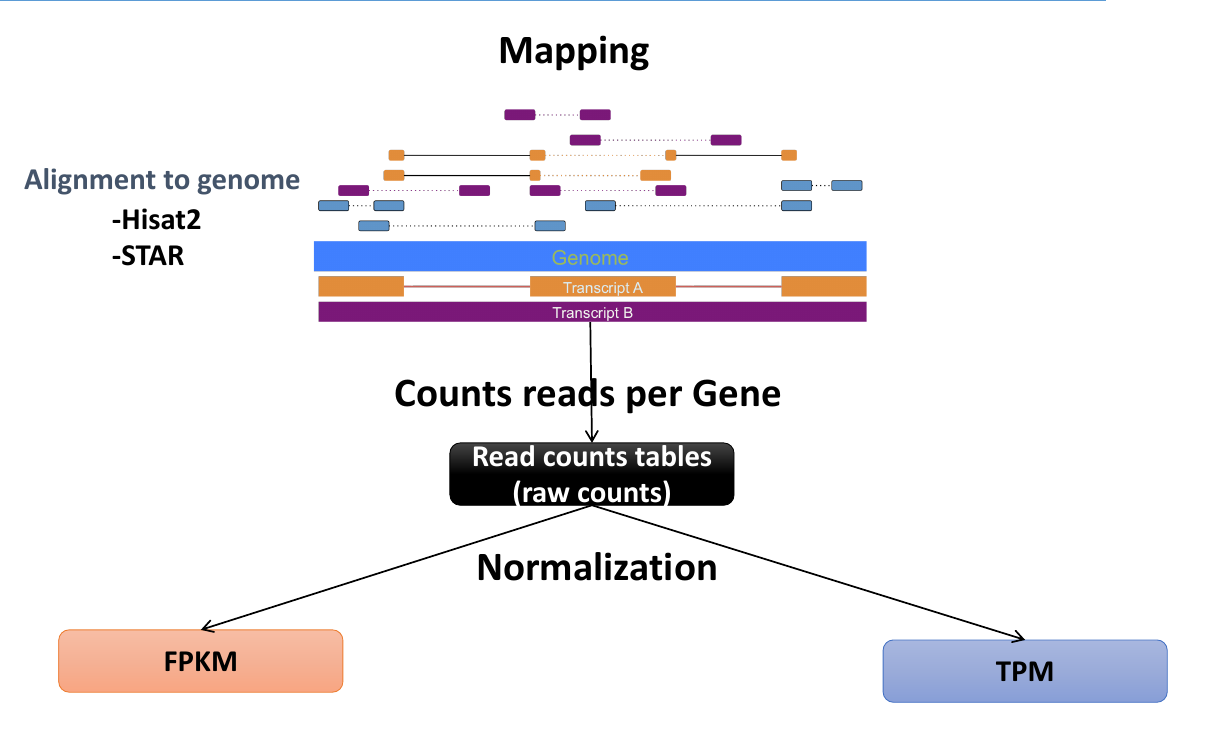 Mapping
Alignment to genome
-Hisat2
-STAR
Genome
Transcript A
Transcript B
Counts reads per Gene
Read counts tables
(raw counts)
Normalization
FPKM
TPM